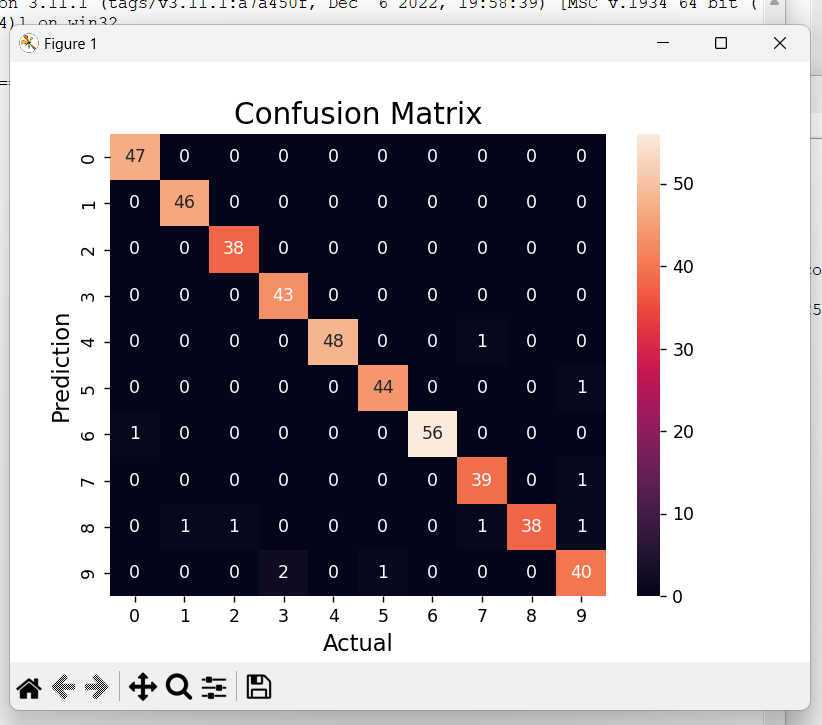 on 3.11.1 (tags/v3.11.1:a7a450f, Dec  6 2022, 19:58:39) [MSC v.1934 64 bit (
4)] on win32
Figure 1
Confusion Matrix
0 47 0 0 0 0 0 0 0 0 0
1 0 46 0 0 0 0 0 0 0 0
2 0 0 38 0 0 0 0 0 0 0
3 0 0 0 43 0 0 0 0 0 0
4 0 0 0 0 48 0 0 1 0 0
5 0 0 0 0 0 44 0 0 0 1
6 1 0 0 0 0 0 56 0 0 0
7 0 0 0 0 0 0 0 39 0 1
8 0 1 1 0 0 0 0 1 38 1
9 0 0 0 2 0 1 0 0 0 40
0 1 2 3 4 5 6 7 8 9
Prediction
Actual
50
40
30
20
10
0